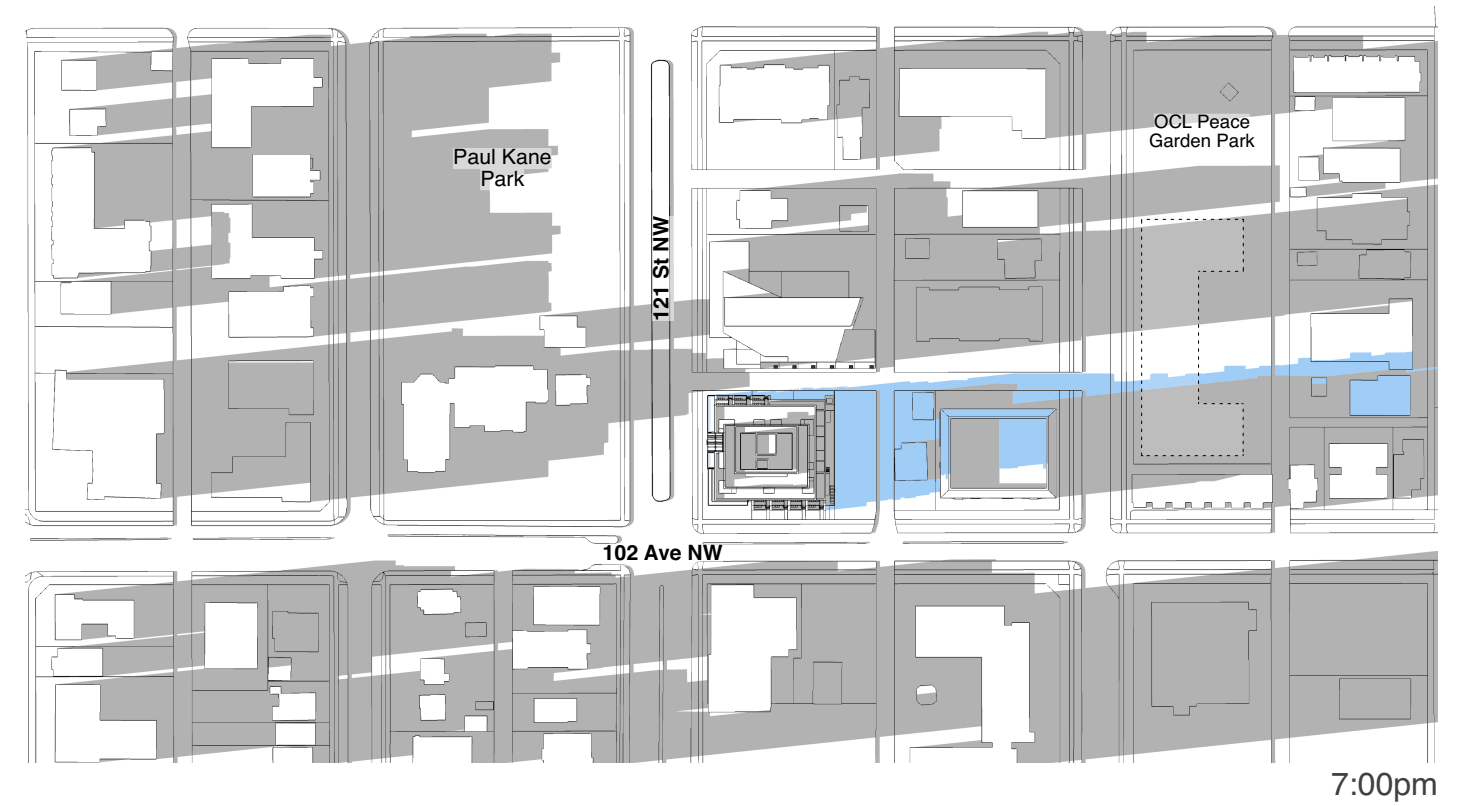 OCL Peace
Garden Park
Paul Kane
Park
121 St NW
102 Ave NW
7:00pm